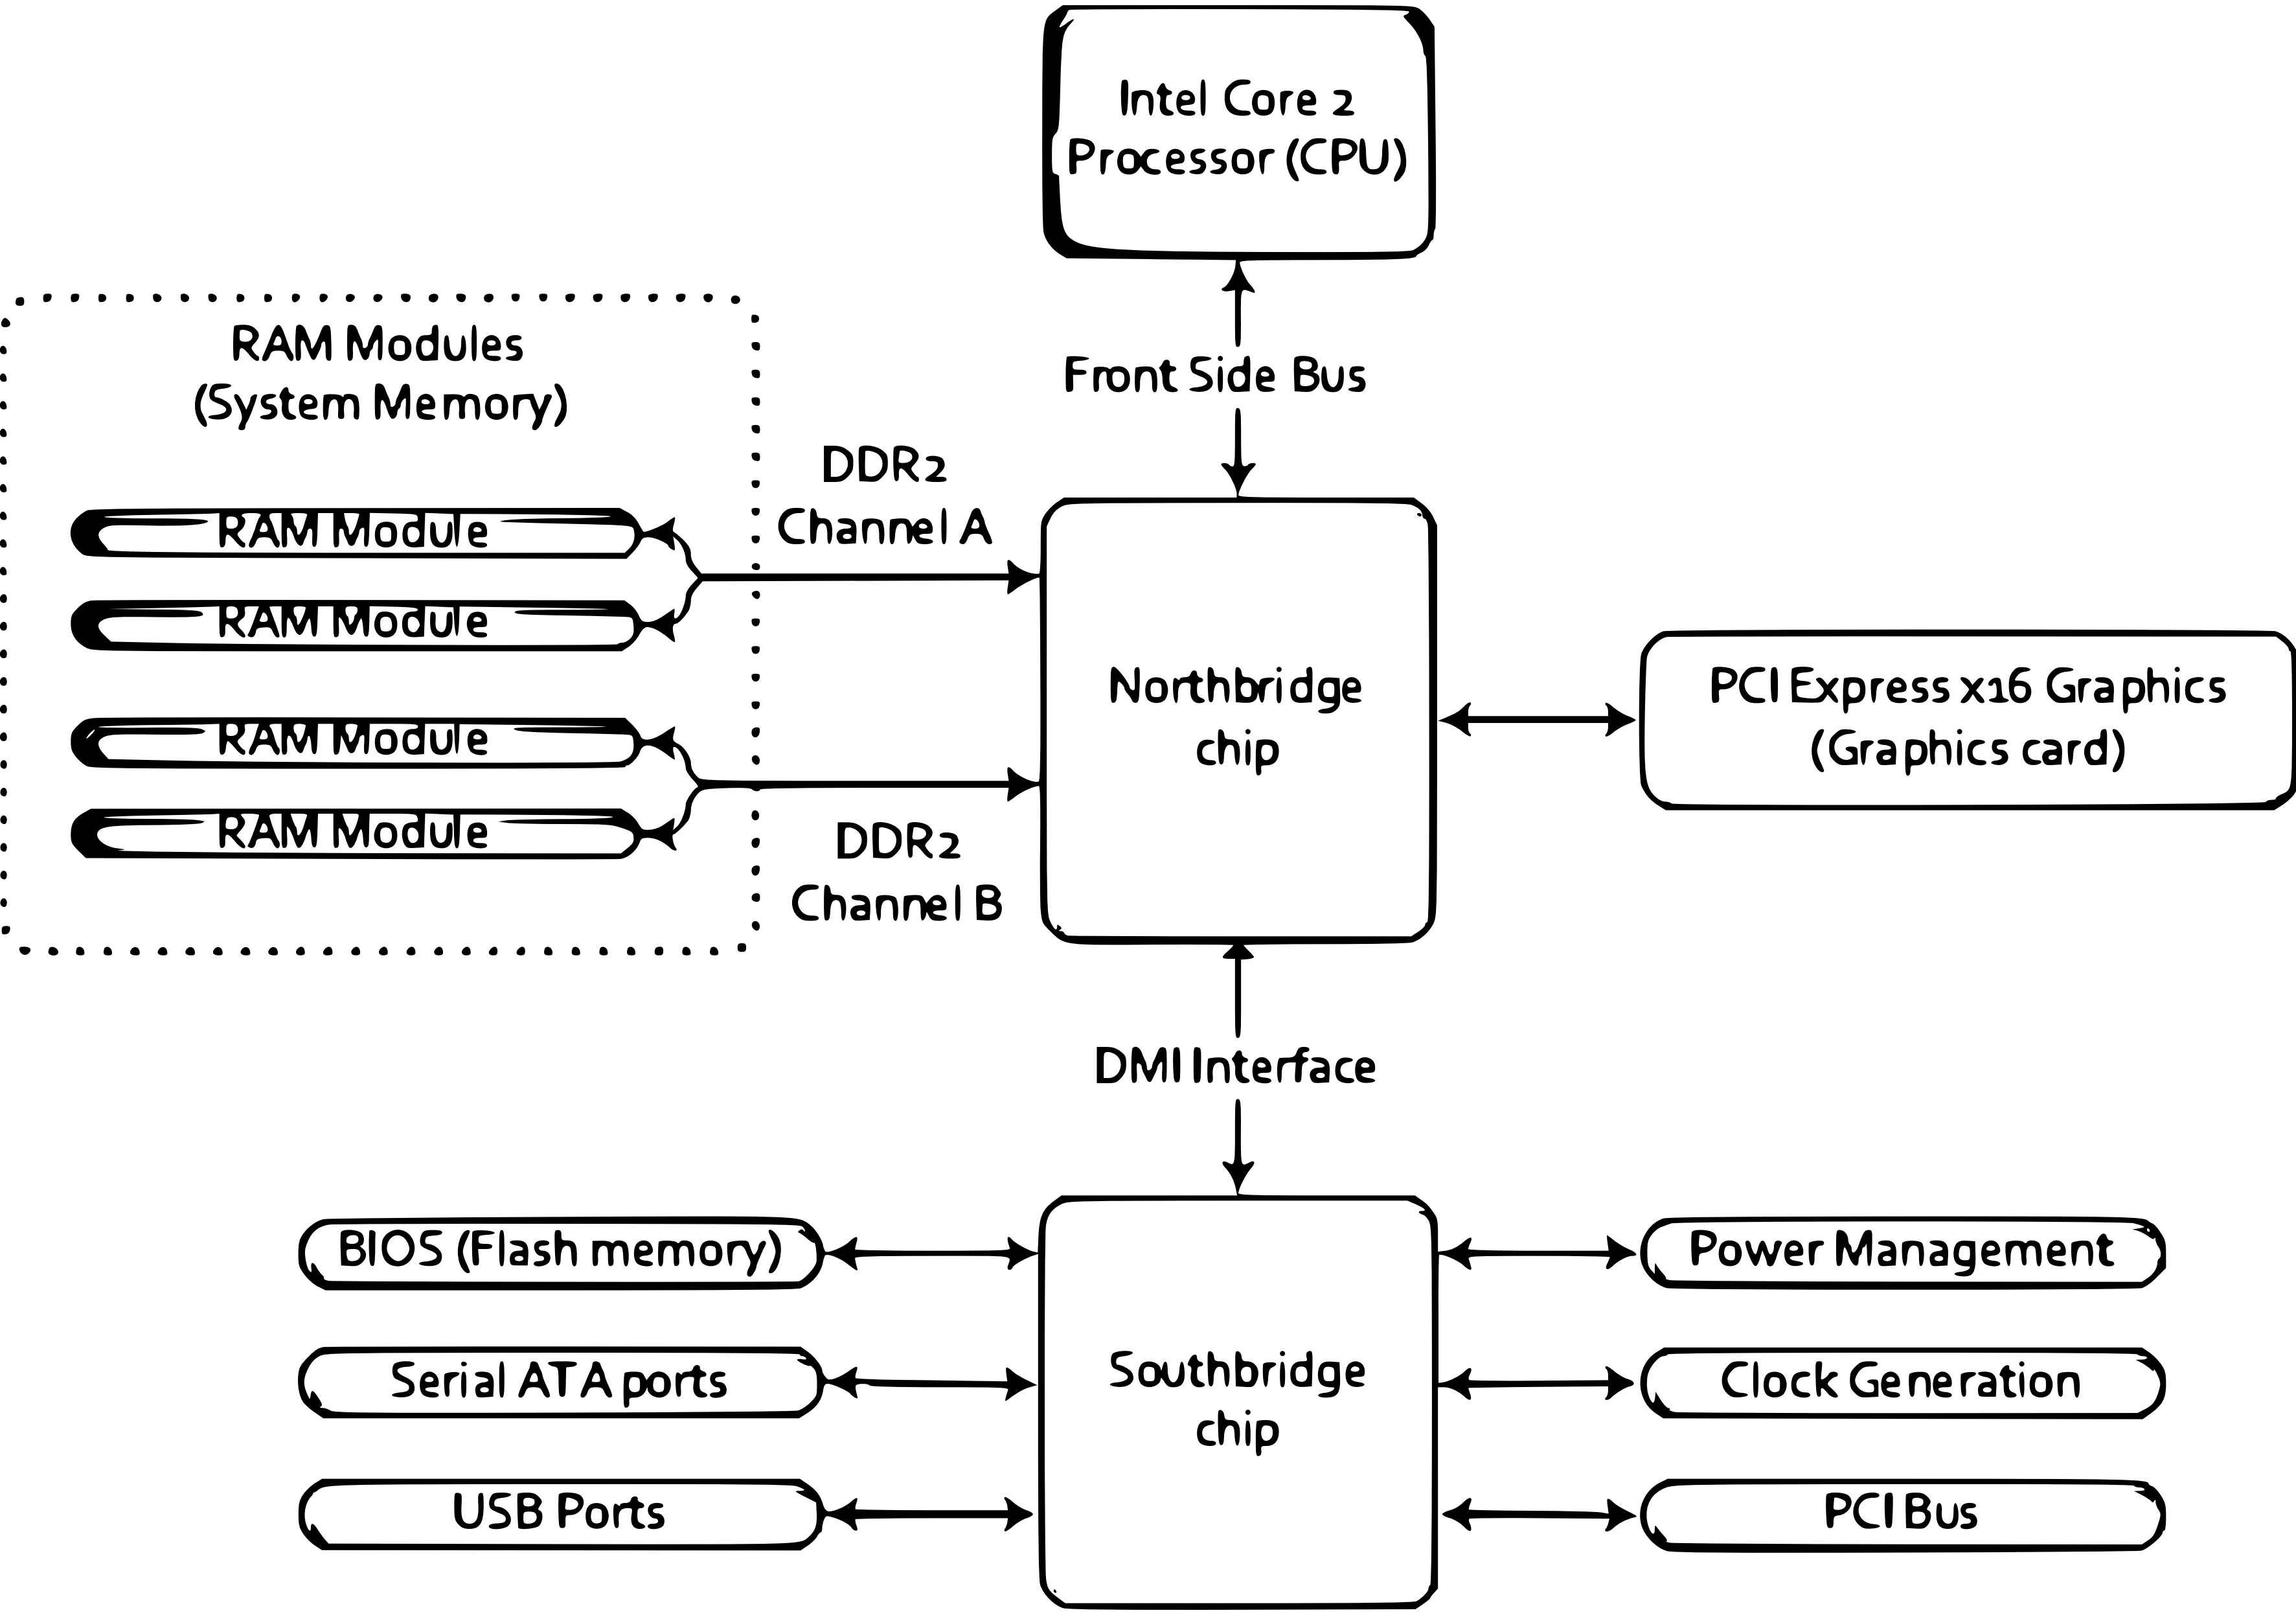 Intel Core 2
Processor (CPU)
Front Side Bus
RAM Modules
(System Memory)
DDR2
Channel A
RAM Module
RAM Module
RAM Module
RAM Module
DDR2
Channel B
Northbridge
chip
PCI Express x16 Graphics
(Graphics card)
DMI Interface
BIOS (Flash memory)
Serial ATA ports
USB Ports
Southbridge
chip
Power Management
Clock Generation
PCI Bus